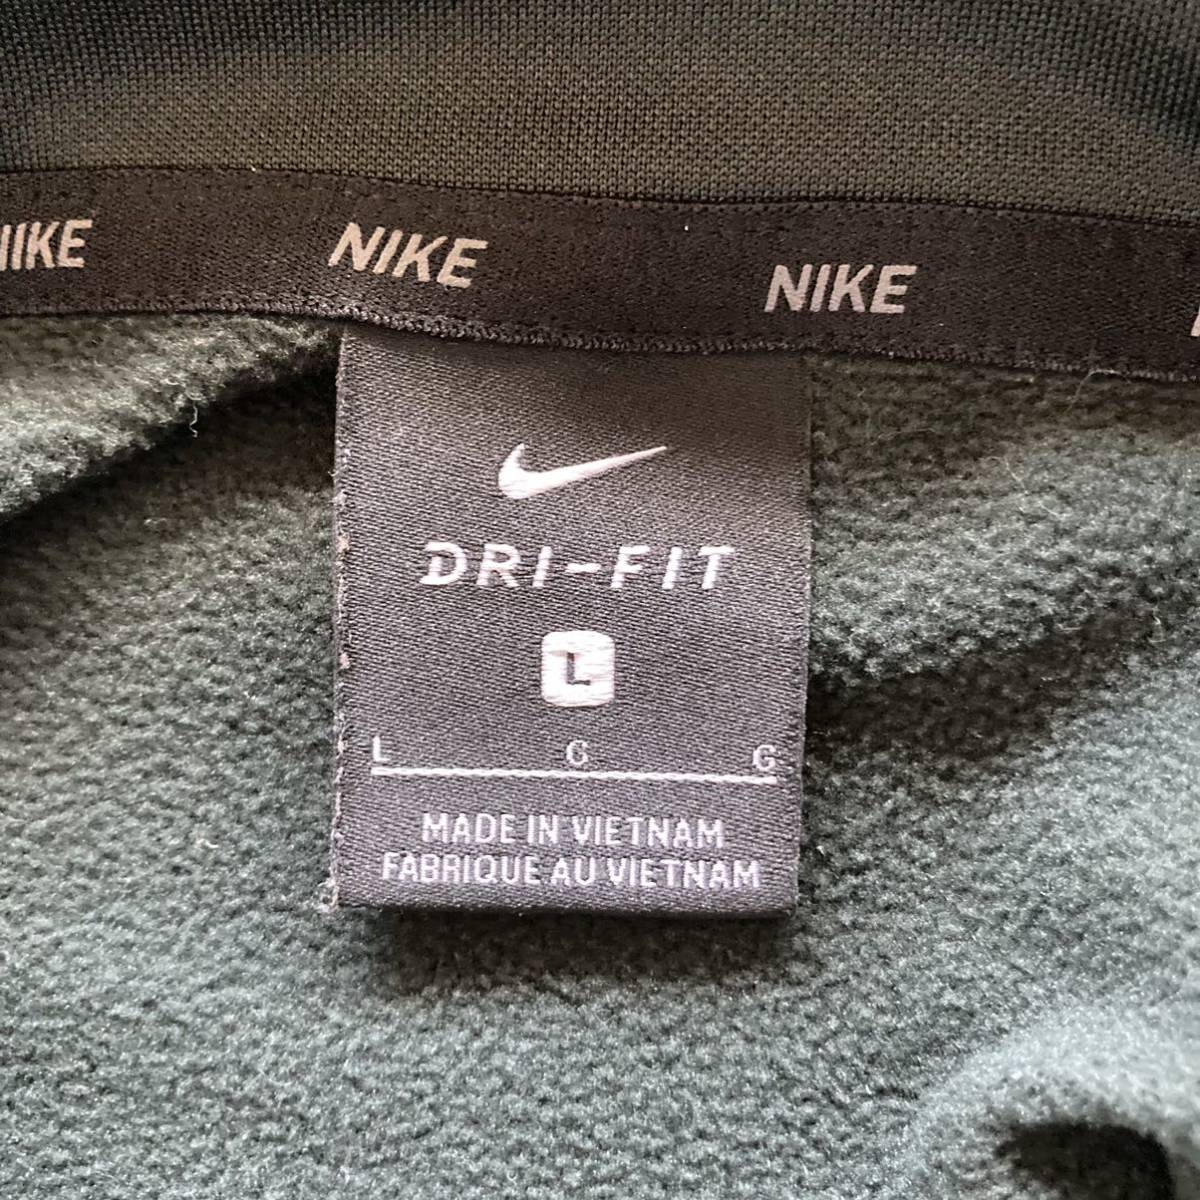 NIKE NIKE NIKE
DRI-FIT
L
L G G
MADE IN VIETNAM
FABRIQUE AU VIETNAM